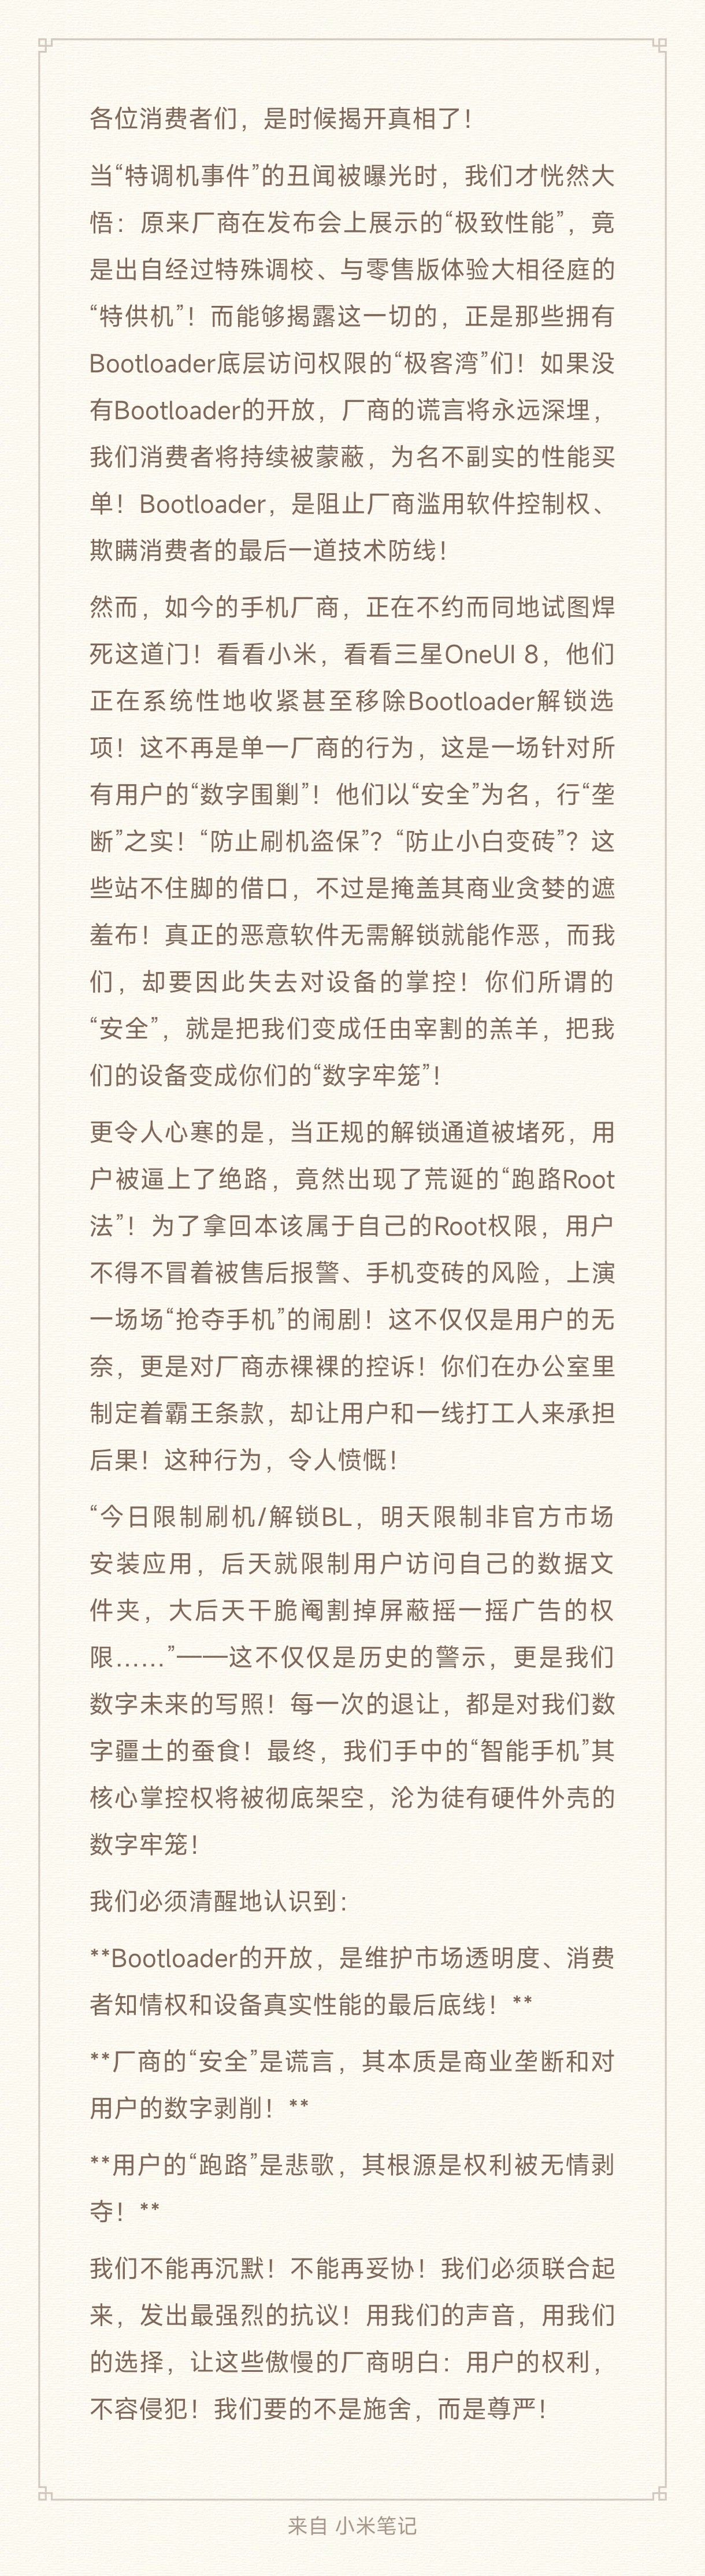 各位消费者们，是时候揭开真相了！
当“特调机事件”的丑闻被曝光时，我们才恍然大
悟：原来厂商在发布会上展示的“极致性能”，竟
是出自经过特殊调校、与零售版体验大相径庭的
“特供机”！而能够揭露这一切的，正是那些拥有
Bootloader底层访问权限的“极客湾”们！如果没
有Bootloader的开放，厂商的谎言将永远深埋，
我们消费者将持续被蒙蔽，为名不副实的性能买
单！Bootloader，是阻止厂商滥用软件控制权、
欺瞒消费者的最后一道技术防线！
然而，如今的手机厂商，正在不约而同地试图焊
死这道门！看看小米，看看三星OneUI 8，他们
正在系统性地收紧甚至移除Bootloader解锁选
项！这不再是单一厂商的行为，这是一场针对所
有用户的“数字围剿”！他们以“安全”为名，行“垄
断”之实！“防止刷机盗保”？“防止小白变砖”？这
些站不住脚的借口，不过是掩盖其商业贪婪的遮
羞布！真正的恶意软件无需解锁就能作恶，而我
们，却要因此失去对设备的掌控！你们所谓的
“安全”，就是把我们变成任由宰割的羔羊，把我
们的设备变成你们的“数字牢笼”！
更令人心寒的是，当正规的解锁通道被堵死，用
户被逼上了绝路，竟然出现了荒诞的“跑路Root
法”！为了拿回本该属于自己的Root权限，用户
不得不冒着被售后报警、手机变砖的风险，上演
一场场“抢夺手机”的闹剧！这不仅仅是用户的无
奈，更是对厂商赤裸裸的控诉！你们在办公室里
制定着霸王条款，却让用户和一线打工人来承担
后果！这种行为，令人愤慨！
“今日限制刷机/解锁BL，明天限制非官方市场
安装应用，后天就限制用户访问自己的数据文
件夹，大后天干脆阉割掉屏蔽摇一摇广告的权
限……”——这不仅仅是历史的警示，更是我们
数字未来的写照！每一次的退让，都是对我们数
字疆土的蚕食！最终，我们手中的“智能手机”其
核心掌控权将被彻底架空，沦为徒有硬件外壳的
数字牢笼！
我们必须清醒地认识到：
**Bootloader的开放，是维护市场透明度、消费
者知情权和设备真实性能的最后底线！**
**厂商的“安全”是谎言，其本质是商业垄断和对
用户的数字剥削！**
**用户的“跑路”是悲歌，其根源是权利被无情剥
夺！**
我们不能再沉默！不能再妥协！我们必须联合起
来，发出最强烈的抗议！用我们的声音，用我们
的选择，让这些傲慢的厂商明白：用户的权利，
不容侵犯！我们要的不是施舍，而是尊严！
来自 小米笔记